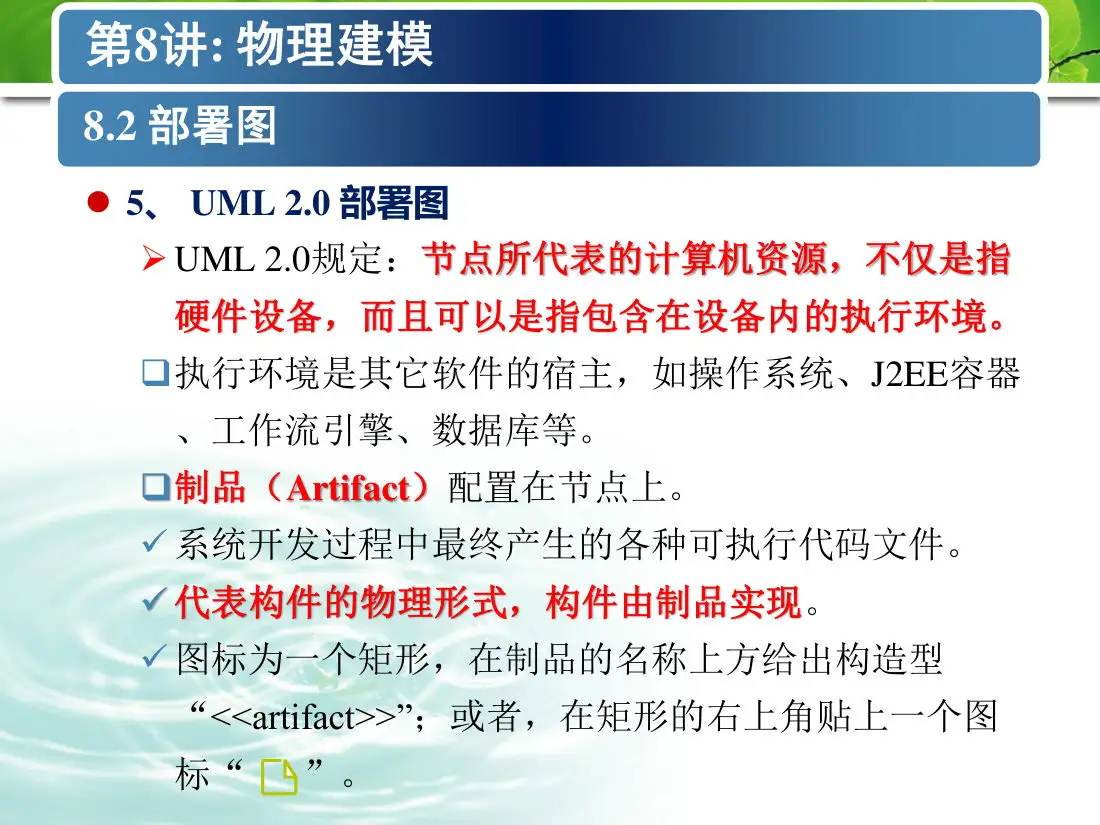 第8讲: 物理建模
8.2 部署图
5、 UML 2.0 部署图
UML 2.0规定：节点所代表的计算机资源，不仅是指
硬件设备，而且可以是指包含在设备内的执行环境。
执行环境是其它软件的宿主，如操作系统、J2EE容器
、工作流引擎、数据库等。
制品（Artifact）配置在节点上。
系统开发过程中最终产生的各种可执行代码文件。
代表构件的物理形式，构件由制品实现。
图标为一个矩形，在制品的名称上方给出构造型
“<<artifact>>”；或者，在矩形的右上角贴上一个图
标“ ”。